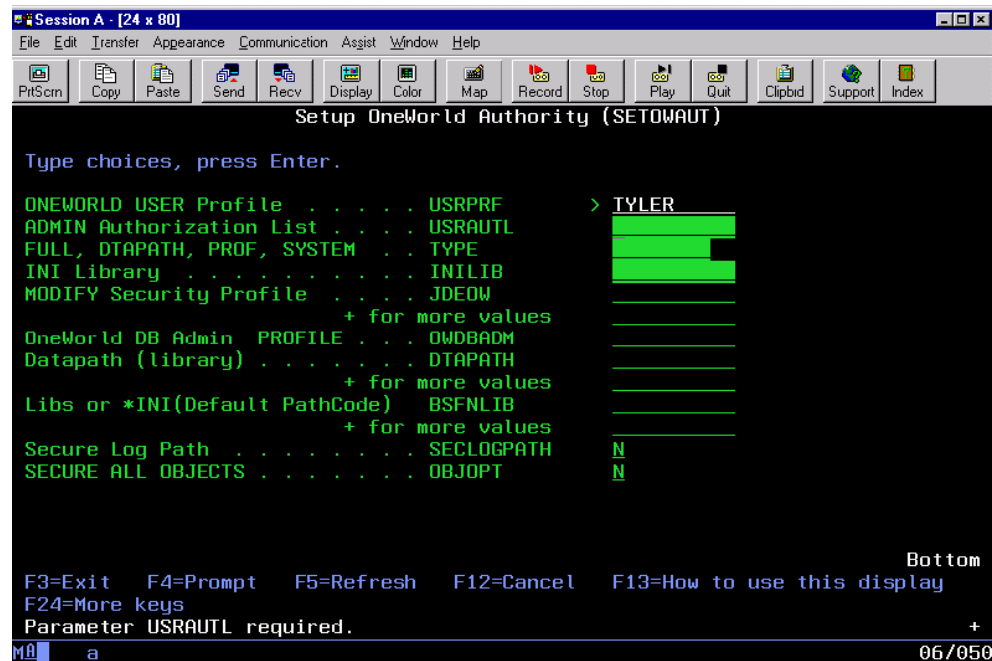 Session A - [24 x 80]
File Edit Transfer Appearance Communication Assist Window Help
PrtScrn Copy Paste Send Recv Display Color Map Record Stop Play Quit Clipbrd Support Index
Setup OneWorld Authority (SETOWAUT)
Type choices, press Enter.
ONEWORLD USER Profile . . . . . USRPRF > TYLER
ADMIN Authorization List . . . . USRAUTL
FULL, DTAPATH, PROF, SYSTEM . . TYPE
INI Library . . . . . . . . . . INILIB
MODIFY Security Profile . . . . JDEOW
+ for more values
OneWorld DB Admin PROFILE . . . OWDBADM
Datapath (library) . . . . . . . DTAPATH
+ for more values
Libs or *INI(Default PathCode) BSFNLIB
+ for more values
Secure Log Path . . . . . . . . SECLOGPATH N
SECURE ALL OBJECTS . . . . . . . OBJOPT N
Bottom
F3=Exit F4=Prompt F5=Refresh F12=Cancel F13=How to use this display
F24=More keys
Parameter USRAUTL required. +
MA a 06/050